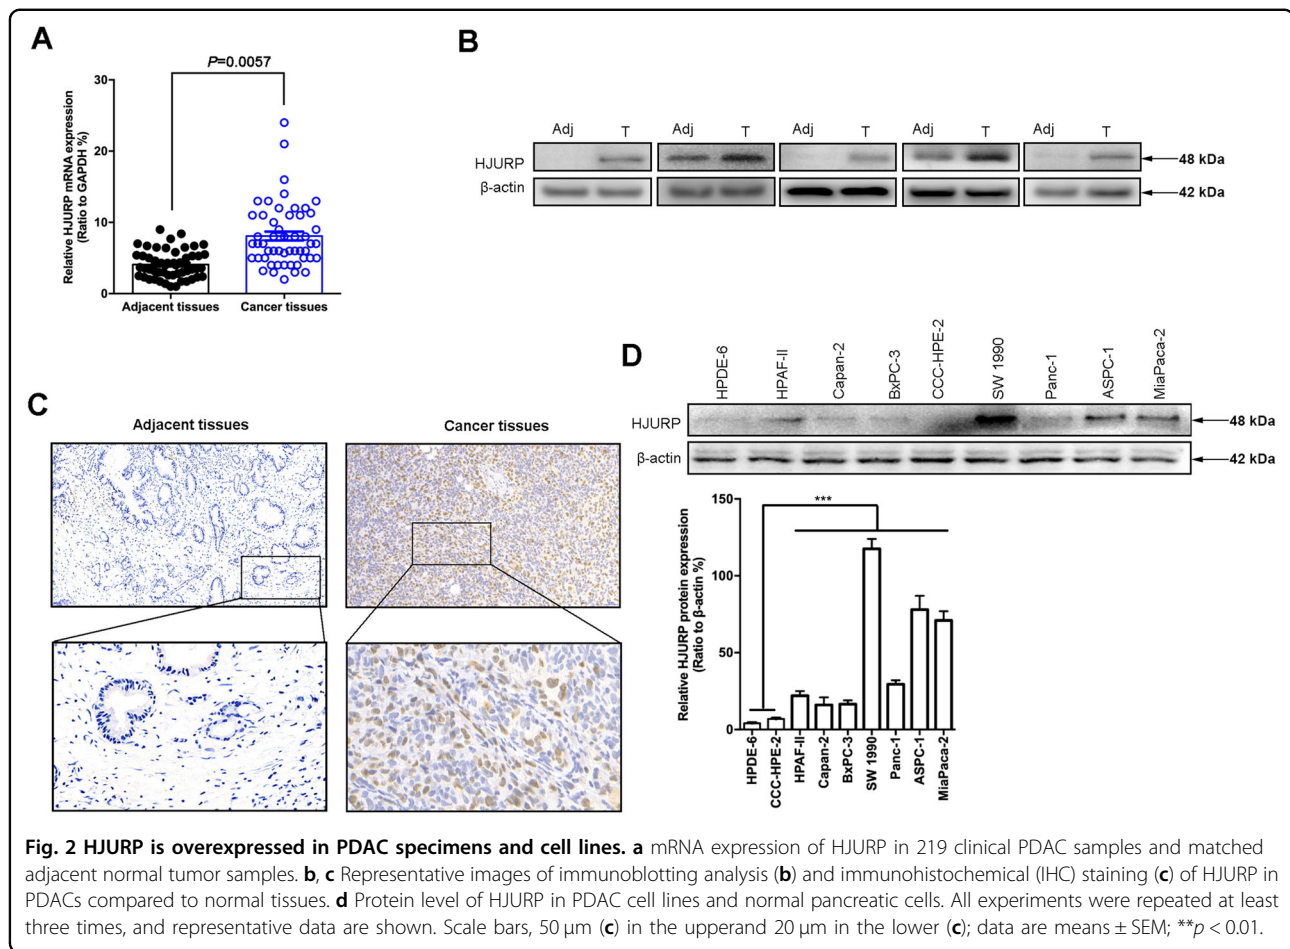 A
P=0.0057
Relative HJURP mRNA expression
(Ratio to GAPDH %)
30
20
10
0
Adjacent tissues Cancer tissues
B
Adj T Adj T Adj T Adj T Adj T
HJURP 48 kDa
β-actin 42 kDa
C
Adjacent tissues Cancer tissues
D
HPDE-6 HPAF-II Capan-2 BxPC-3 CCC-HPE-2 SW 1990 Panc-1 ASPC-1 MiaPaca-2
HJURP 48 kDa
β-actin 42 kDa
Relative HJURP protein expression
(Ratio to β-actin %)
150
100
50
0
***
HPDE-6 CCC-HPE-2 HPAF-II Capan-2 BxPC-3 SW 1990 Panc-1 ASPC-1 MiaPaca-2
Fig. 2 HJURP is overexpressed in PDAC specimens and cell lines. a mRNA expression of HJURP in 219 clinical PDAC samples and matched
adjacent normal tumor samples. b, c Representative images of immunoblotting analysis (b) and immunohistochemical (IHC) staining (c) of HJURP in
PDACs compared to normal tissues. d Protein level of HJURP in PDAC cell lines and normal pancreatic cells. All experiments were repeated at least
three times, and representative data are shown. Scale bars, 50 μm (c) in the upperand 20 μm in the lower (c); data are means ± SEM; **p < 0.01.